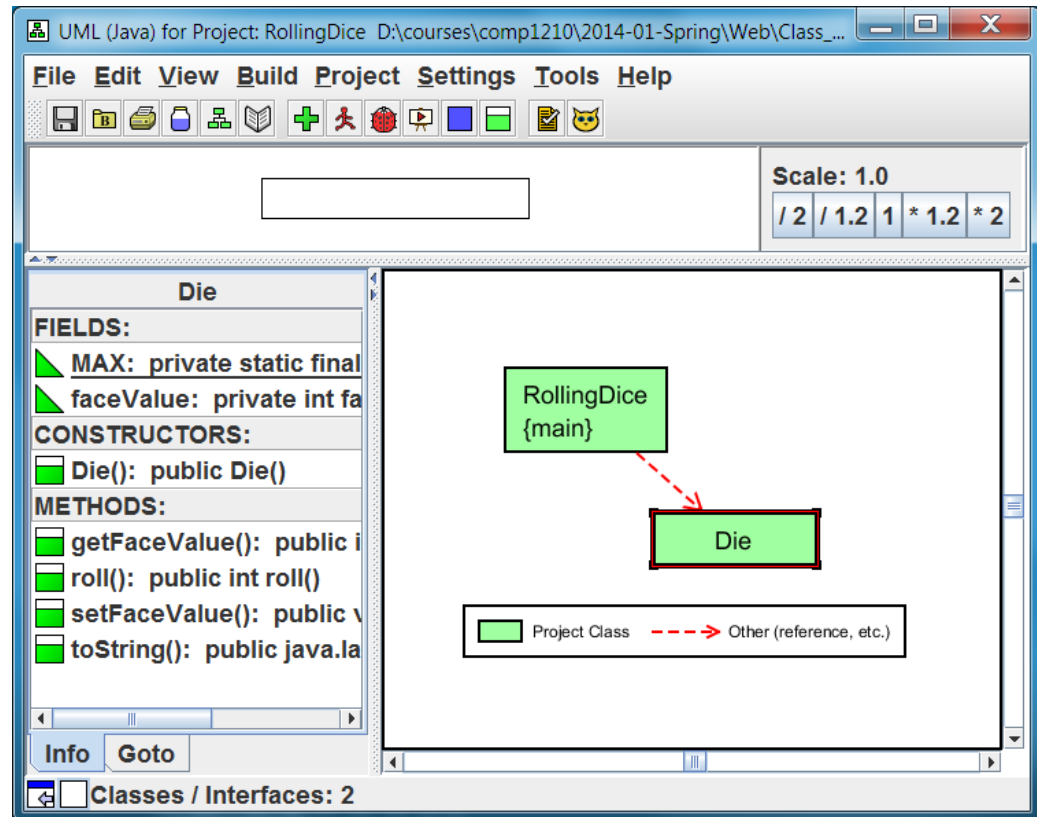 UML (Java) for Project: RollingDice D:\courses\comp1210\2014-01-Spring\Web\Class_...
File Edit View Build Project Settings Tools Help
B
Scale: 1.0
/ 2 / 1.2 1 * 1.2 * 2
Die
FIELDS:
MAX: private static final
faceValue: private int fa
CONSTRUCTORS:
Die(): public Die()
METHODS:
getFaceValue(): public i
roll(): public int roll()
setFaceValue(): public v
toString(): public java.la
Info Goto
RollingDice
{main}
Die
Project Class Other (reference, etc.)
Classes / Interfaces: 2